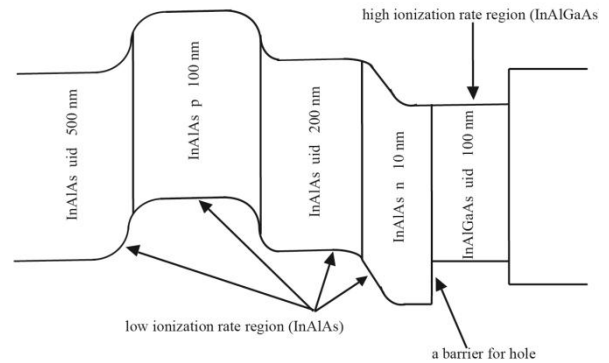 high ionization rate region (InAlGaAs
InAlAs uid 500 nm
InAlAs p 100 nm
InAlAs uid 200 nm
InAlAs n 10 nm
InAlGaAs uid 100 nm
low ionization rate region (InAlAs)
a barrier for hole